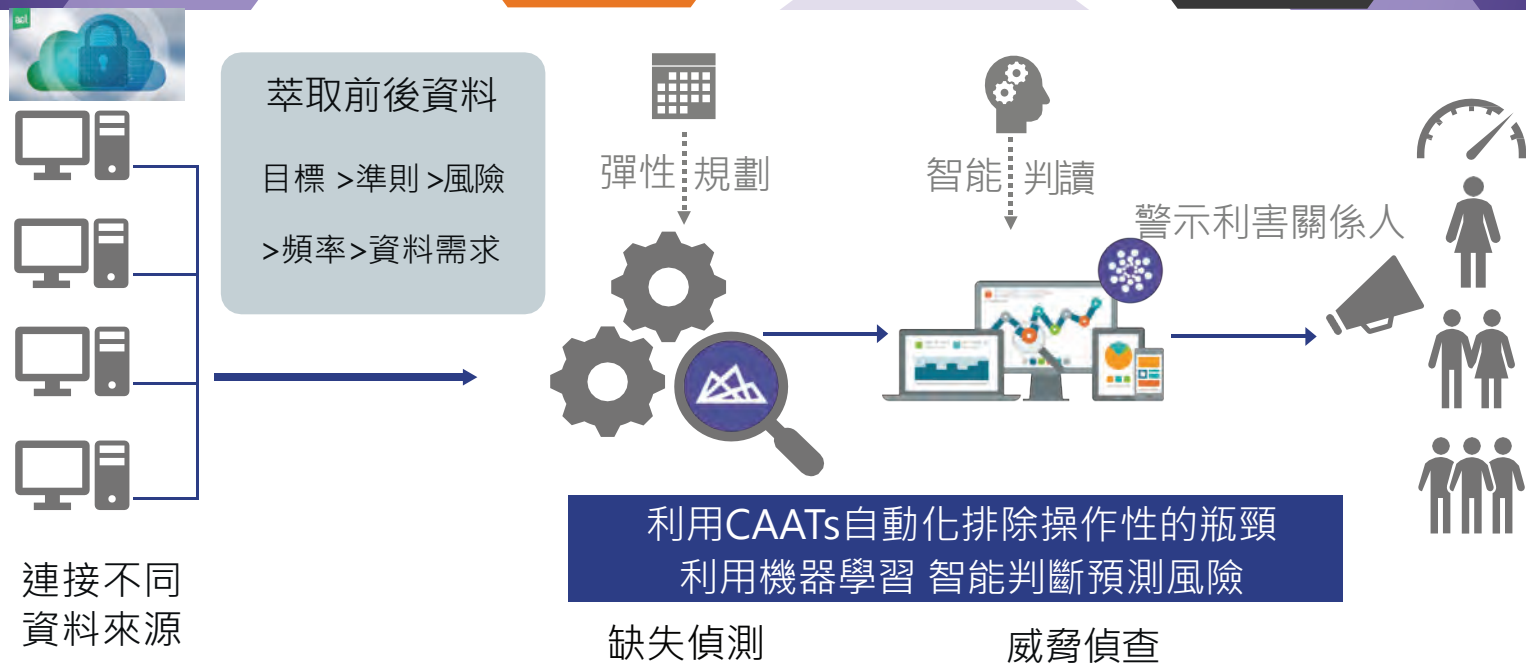 acl
萃取前後資料
目標 >準則 >風險
>頻率>資料需求
彈性 規劃
智能 判讀
警示利害關係人
利用CAATs自動化排除操作性的瓶頸
利用機器學習 智能判斷預測風險
連接不同
資料來源
缺失偵測
威脅偵查